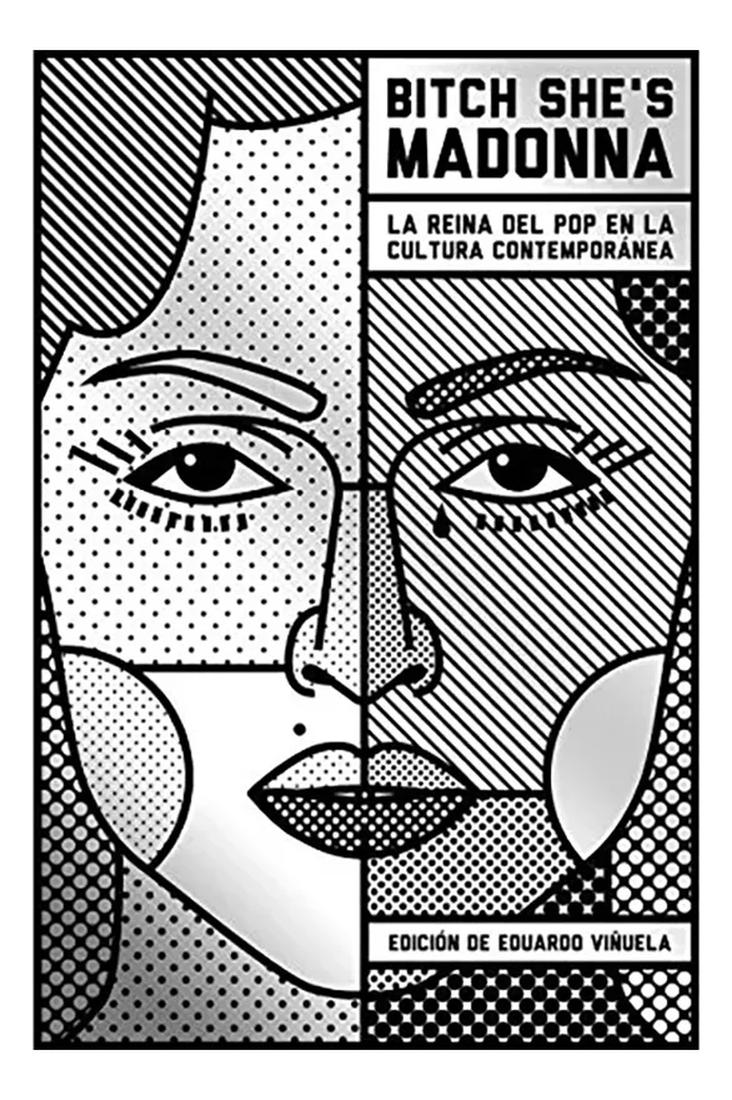 BITCH SHE'S
MADONNA
LA REINA DEL POP EN LA
CULTURA CONTEMPORÁNEA
EDICIÓN DE EDUARDO VIÑUELA